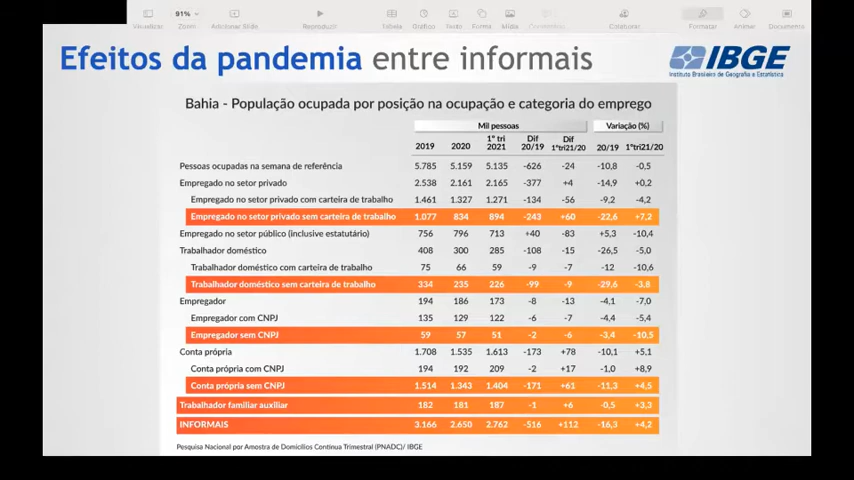 Visualizar
91%
Zoom
Adicionar Slide
Reproduzir
Tabela
Gráfico
Texto
Forma
Mídia
Comentário
Colaborar
Formatar
Animar
Documento
Efeitos da pandemia entre informais
IBGE
Instituto Brasileiro de Geografia e Estatística
Bahia - População ocupada por posição na ocupação e categoria do emprego
Mil pessoas Variação (%)
2019 2020 1º tri 2021 Dif 20/19 Dif 1ºtri21/20 20/19 1ºtri21/20
Pessoas ocupadas na semana de referência 5.785 5.159 5.135 -626 -24 -10,8 -0,5
Empregado no setor privado 2.538 2.161 2.165 -377 +4 -14,9 +0,2
Empregado no setor privado com carteira de trabalho 1.461 1.327 1.271 -134 -56 -9,2 -4,2
Empregado no setor privado sem carteira de trabalho 1.077 834 894 -243 +60 -22,6 +7,2
Empregado no setor público (inclusive estatutário) 756 796 713 +40 -83 +5,3 -10,4
Trabalhador doméstico 408 300 285 -108 -15 -26,5 -5,0
Trabalhador doméstico com carteira de trabalho 75 66 59 -9 -7 -12 -10,6
Trabalhador doméstico sem carteira de trabalho 334 235 226 -99 -9 -29,6 -3,8
Empregador 194 186 173 -8 -13 -4,1 -7,0
Empregador com CNPJ 135 129 122 -6 -7 -4,4 -5,4
Empregador sem CNPJ 59 57 51 -2 -6 -3,4 -10,5
Conta própria 1.708 1.535 1.613 -173 +78 -10,1 +5,1
Conta própria com CNPJ 194 192 209 -2 +17 -1,0 +8,9
Conta própria sem CNPJ 1.514 1.343 1.404 -171 +61 -11,3 +4,5
Trabalhador familiar auxiliar 182 181 187 -1 +6 -0,5 +3,3
INFORMAIS 3.166 2.650 2.762 -516 +112 -16,3 +4,2
Pesquisa Nacional por Amostra de Domicílios Contínua Trimestral (PNADC)/ IBGE